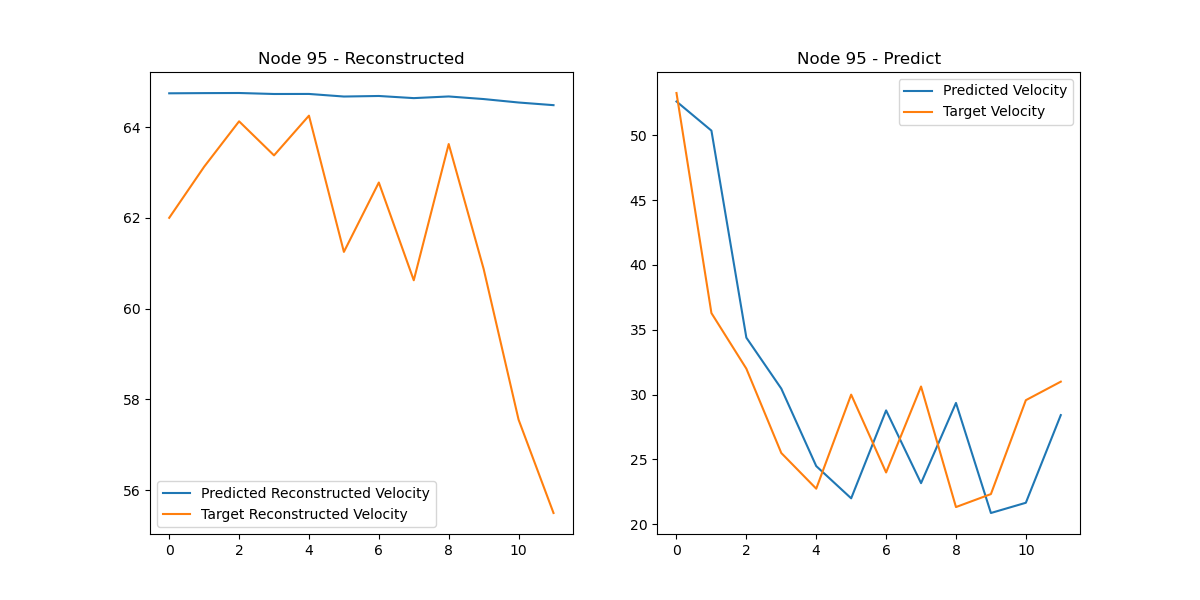 Node 95 - Reconstructed
64
62
60
58
56
0 2 4 6 8 10
Predicted Reconstructed Velocity
Target Reconstructed Velocity
Node 95 - Predict
50
45
40
35
30
25
20
0 2 4 6 8 10
Predicted Velocity
Target Velocity